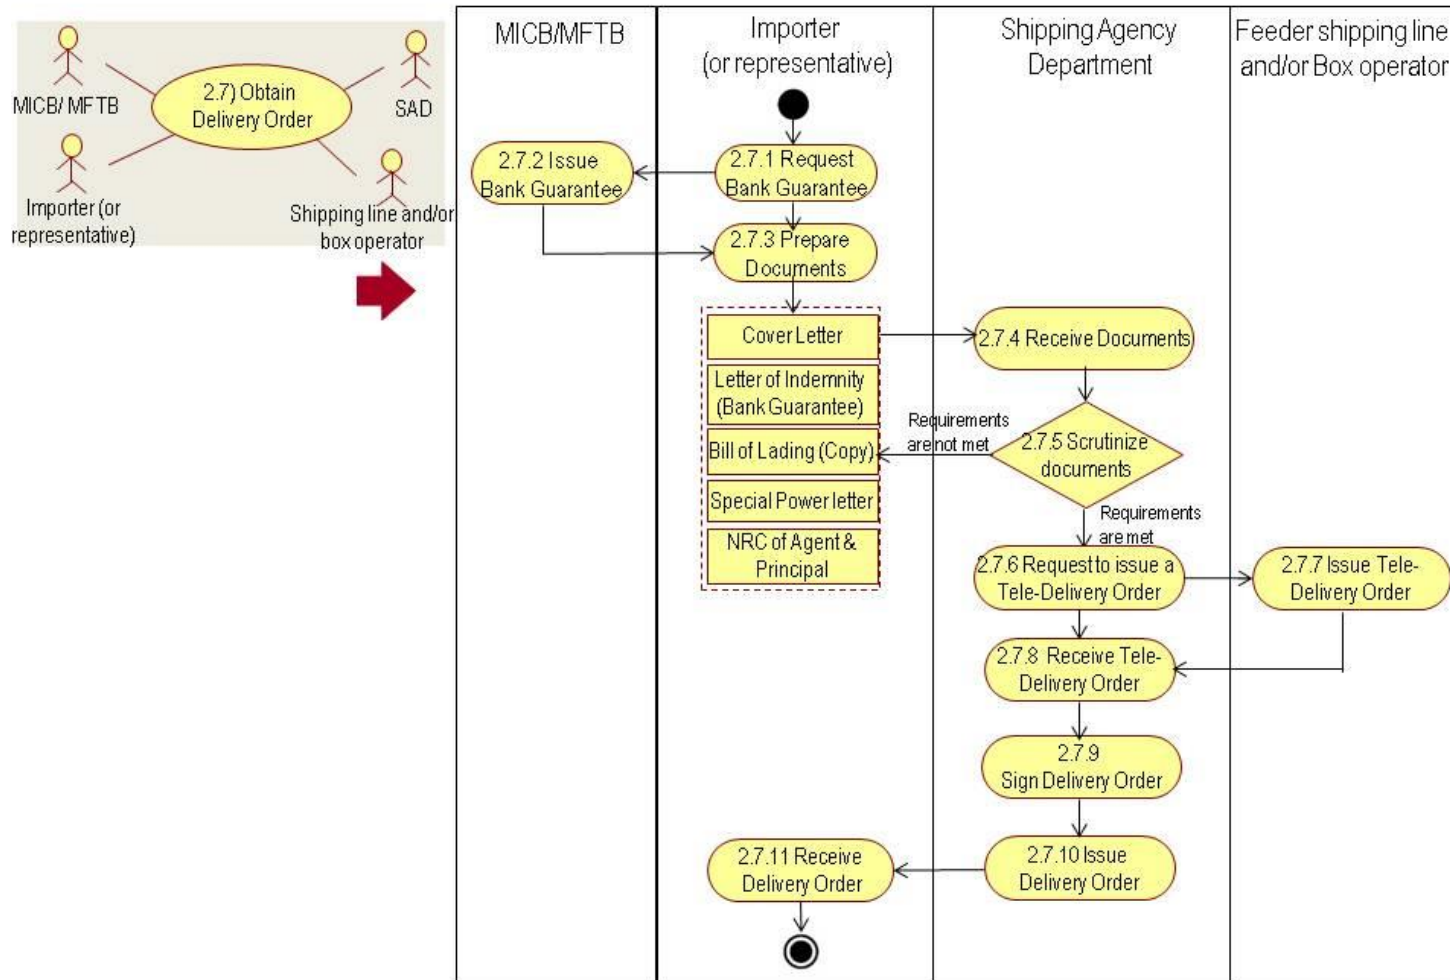 MICB/ MFTB
2.7) Obtain
Delivery Order
SAD
Importer (or
representative)
Shipping line and/or
box operator
MICB/MFTB
Importer
(or representative)
Shipping Agency
Department
Feeder shipping line
and/or Box operator
2.7.2 Issue
Bank Guarantee
2.7.1 Request
Bank Guarantee
2.7.3 Prepare
Documents
Cover Letter
2.7.4 Receive Documents
Letter of Indemnity
(Bank Guarantee)
Requirements
are not met
2.7.5 Scrutinize
documents
Bill of Lading (Copy)
Special Power letter
Requirements
are met
NRC of Agent &
Principal
2.7.6 Request to issue a
Tele-Delivery Order
2.7.7 Issue Tele-
Delivery Order
2.7.8 Receive Tele-
Delivery Order
2.7.9
Sign Delivery Order
2.7.11 Receive
Delivery Order
2.7.10 Issue
Delivery Order